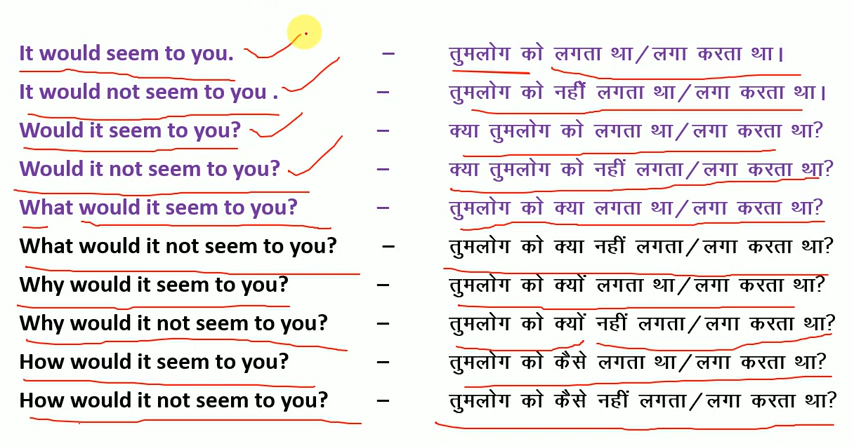 It would seem to you. – तुमलोग को लगता था/लगा करता था।
It would not seem to you . – तुमलोग को नहीं लगता था/लगा करता था।
Would it seem to you? – क्या तुमलोग को लगता था/लगा करता था?
Would it not seem to you? – क्या तुमलोग को नहीं लगता/लगा करता था?
What would it seem to you? – तुमलोग को क्या लगता था/लगा करता था?
What would it not seem to you? – तुमलोग को क्या नहीं लगता/लगा करता था?
Why would it seem to you? – तुमलोग को क्यों लगता था/लगा करता था?
Why would it not seem to you? – तुमलोग को क्यों नहीं लगता/लगा करता था?
How would it seem to you? – तुमलोग को कैसे लगता था/लगा करता था?
How would it not seem to you? – तुमलोग को कैसे नहीं लगता/लगा करता था?